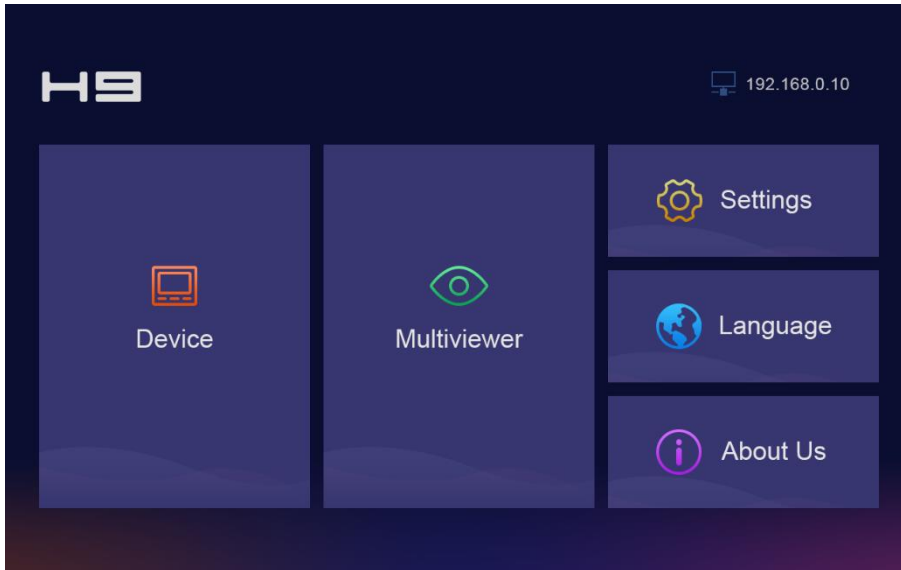 H9
192.168.0.10
Device
Multiviewer
Settings
Language
About Us